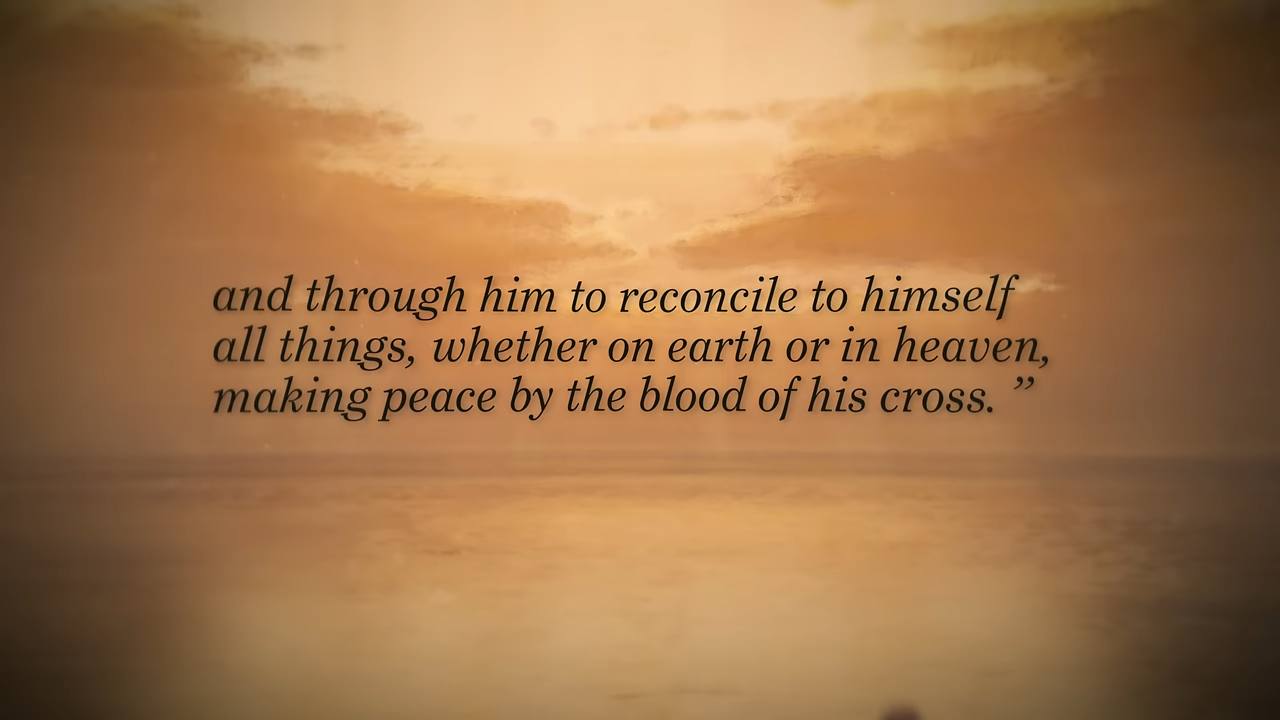 and through him to reconcile to himself
all things, whether on earth or in heaven,
making peace by the blood of his cross. ”